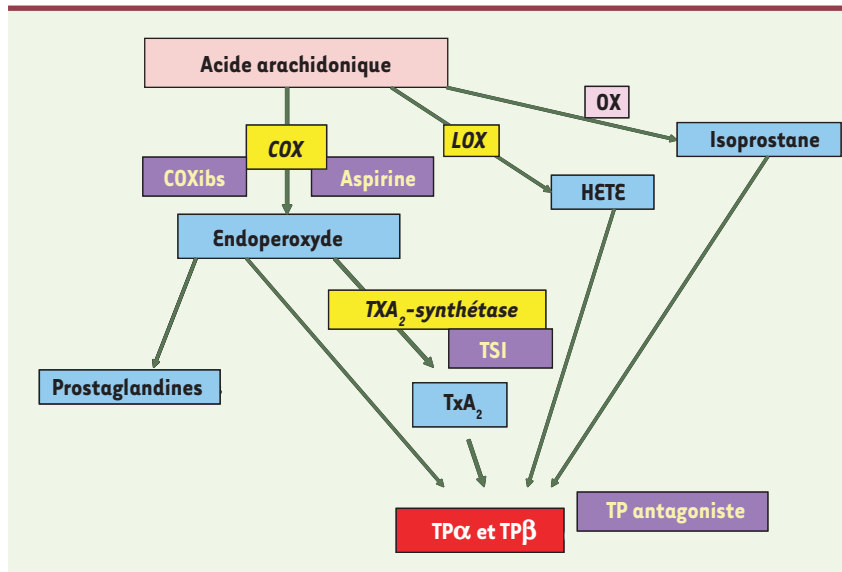 Acide arachidonique
OX
COX
LOX
Isoprostane
COXibs
Aspirine
HETE
Endoperoxyde
TXA₂-synthétase
TSI
Prostaglandines
TxA₂
TP antagoniste
TPα et TPβ